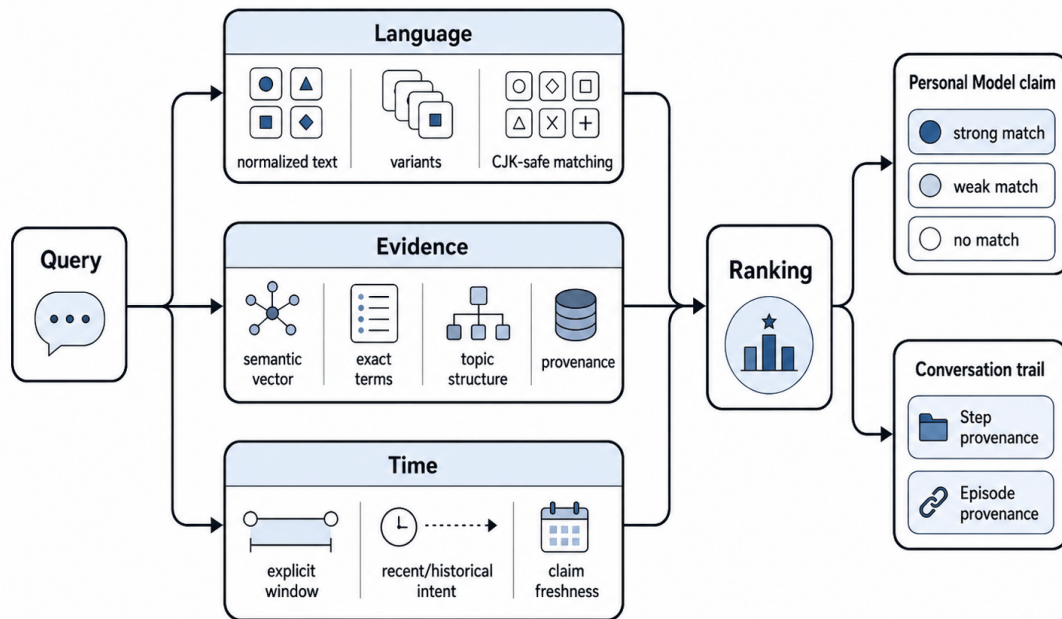 Query
Language
normalized text
variants
CJK-safe matching
Evidence
semantic
vector
exact
terms
topic
structure
provenance
Time
explicit
window
recent/historical
intent
claim
freshness
Ranking
Personal Model claim
strong match
weak match
no match
Conversation trail
Step
provenance
Episode
provenance